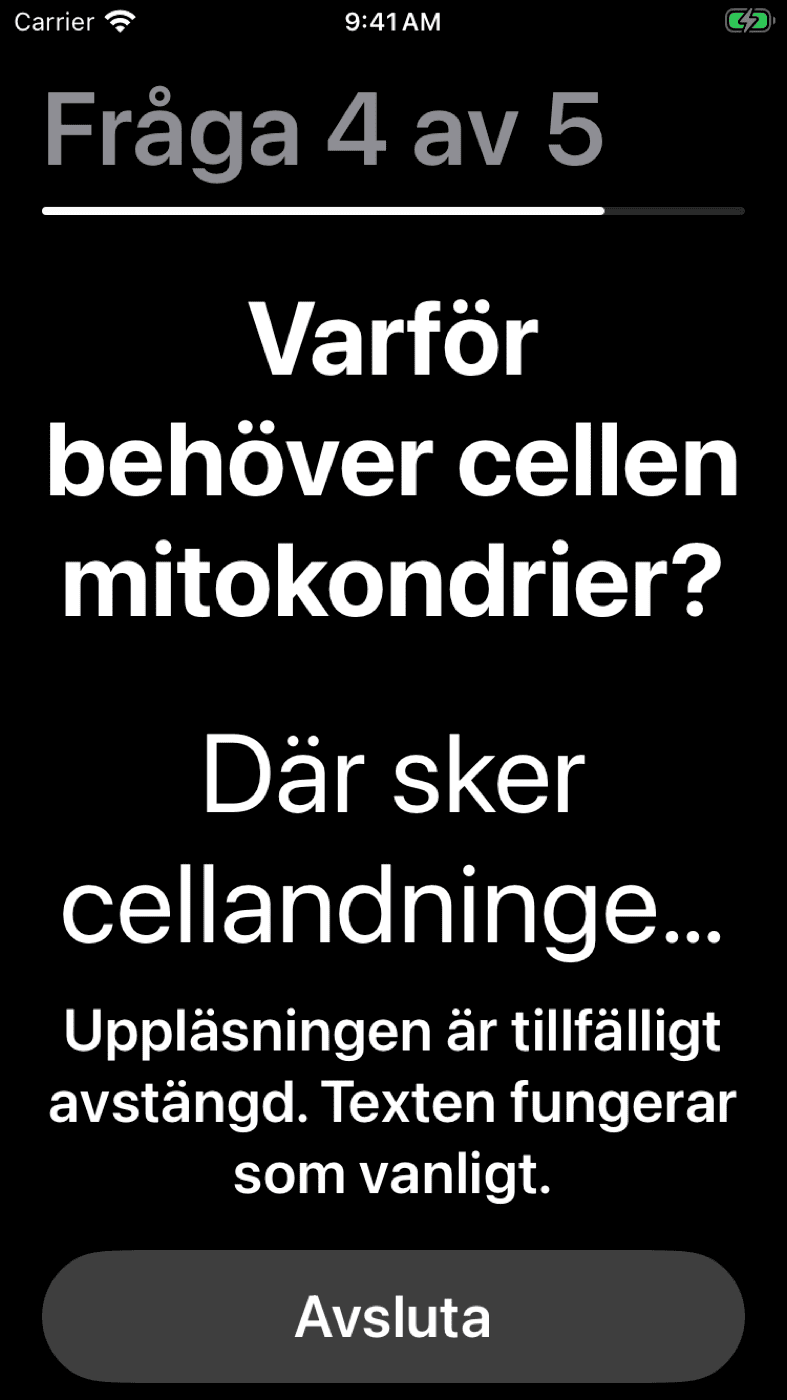 Carrier 9:41 AM
Fråga 4 av 5
Varför
behöver cellen
mitokondrier?
Där sker
cellandninge...
Uppläsningen är tillfälligt
avstängd. Texten fungerar
som vanligt.
Avsluta